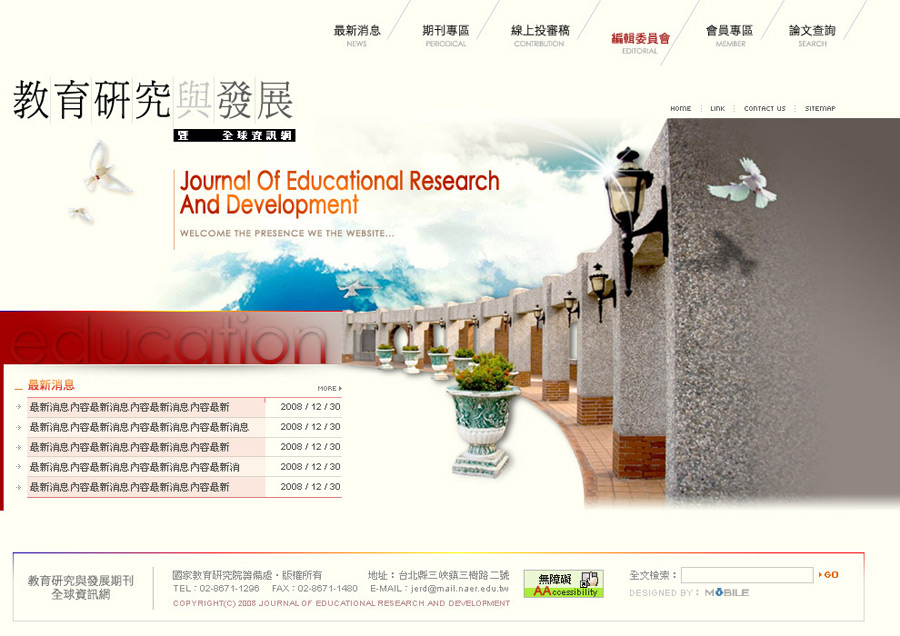 最新消息 期刊專區 線上投審稿 編輯委員會 會員專區 論文查詢
NEWS PERICOICAL CONTRIBUTION EDITORIAL MEMBER SEARCH
教育研究與發展
暨 全球資訊網
HOME LINK CONTACT US SITEMAP
Journal Of Educational Research
And Development
WELCOME THE PRESENCE WE THE WEBSITE...
education
最新消息
MORE
最新消息內容最新消息內容最新消息內容最新 2008 / 12 / 30
最新消息內容最新消息內容最新消息內容最新消息 2008 / 12 / 30
最新消息內容最新消息內容最新消息內容最新 2008 / 12 / 30
最新消息內容最新消息內容最新消息內容最新消 2008 / 12 / 30
最新消息內容最新消息內容最新消息內容最新 2008 / 12 / 30
教育研究與發展期刊
全球資訊網
國家教育研究院籌備處・版權所有 地址：台北縣三峽鎮三樹路二號
TEL：02-8671-1296 FAX：02-8671-1480 E-MAIL：jerd@mail.naer.edu.tw
COPYRIGHT(C) 2008 JOURNAL OF EDUCATIONAL RESEARCH AND DEVELOPMENT
無障礙
AAccessibility
全文檢索： GO
DESIGNED BY： MOBILE